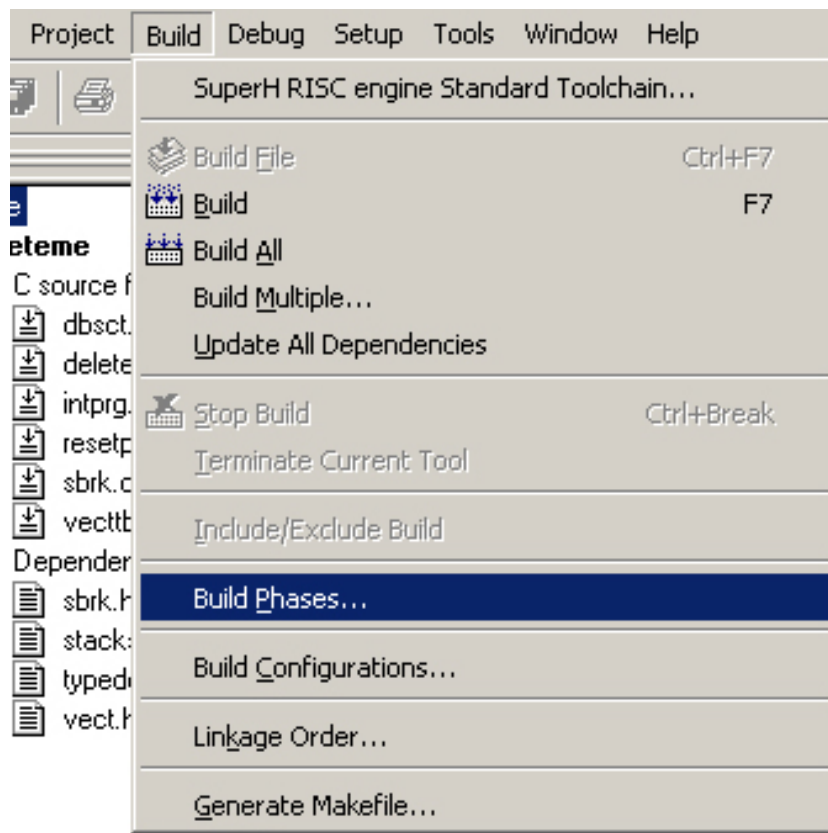 Project Build Debug Setup Tools Window Help
SuperH RISC engine Standard Toolchain...
Build File Ctrl+F7
Build F7
Build All
Build Multiple...
Update All Dependencies
Stop Build Ctrl+Break
Terminate Current Tool
Include/Exclude Build
Build Phases...
Build Configurations...
Linkage Order...
Generate Makefile...
e
eteme
C source f
dbsct.
delete
intprg.
resetp
sbrk.c
vecttb
Depender
sbrk.h
stack
typed
vect.h